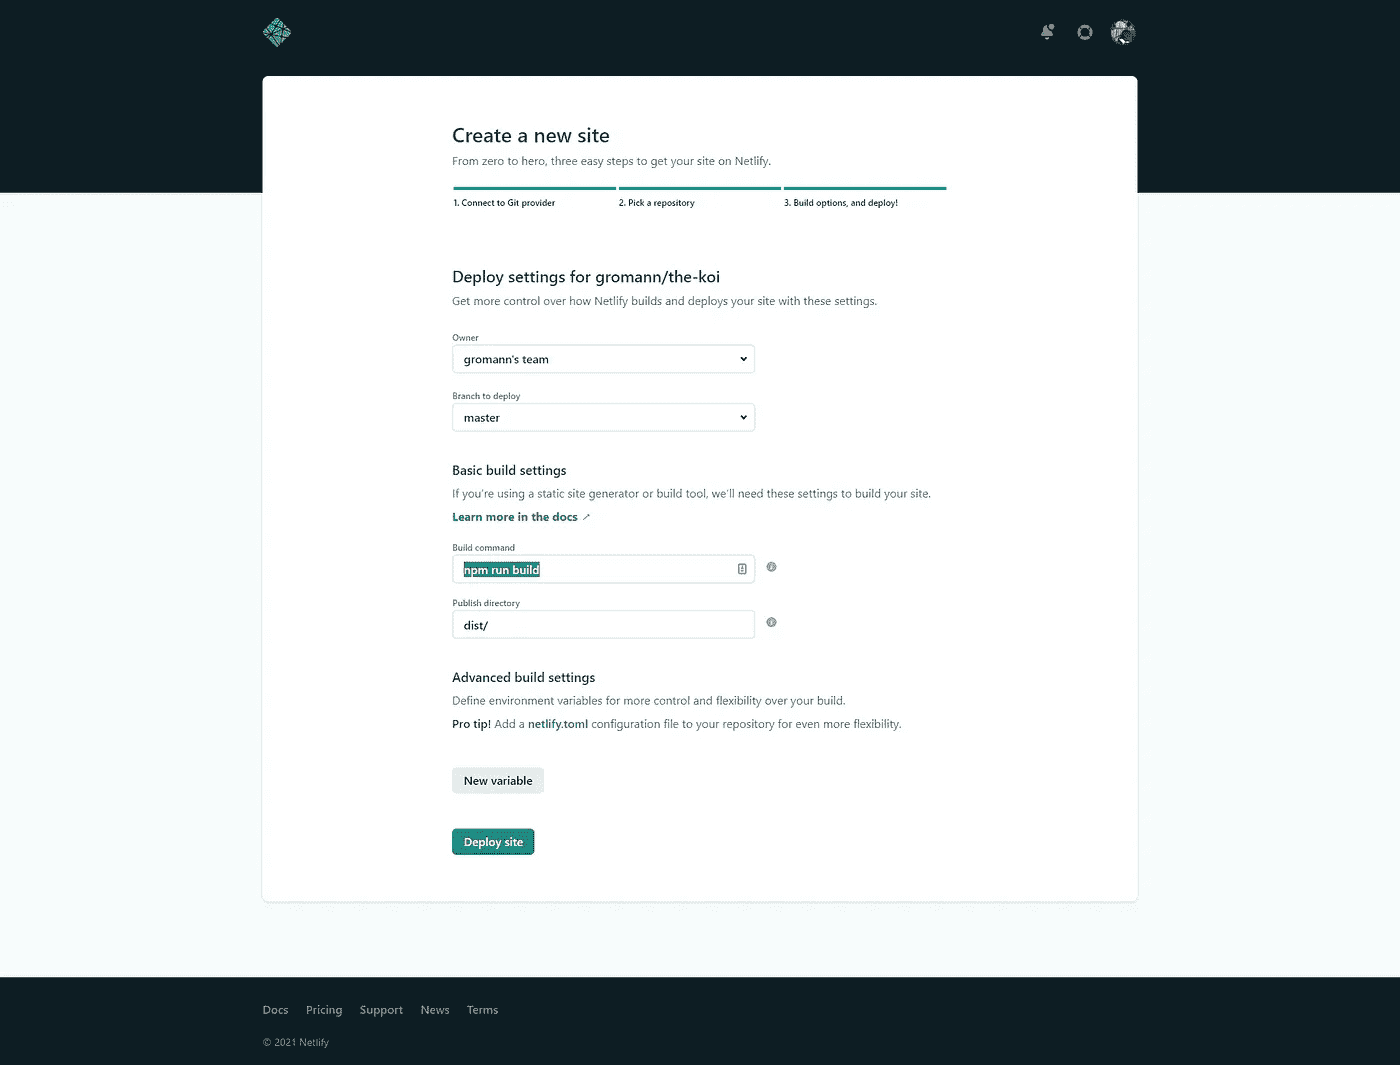 Create a new site
From zero to hero, three easy steps to get your site on Netlify.
1. Connect to Git provider
2. Pick a repository
3. Build options, and deploy!
Deploy settings for gromann/the-koi
Get more control over how Netlify builds and deploys your site with these settings.
Owner
gromann's team
Branch to deploy
master
Basic build settings
If you're using a static site generator or build tool, we'll need these settings to build your site.
Learn more in the docs ↗
Build command
npm run build
Publish directory
dist/
Advanced build settings
Define environment variables for more control and flexibility over your build.
Pro tip! Add a netlify.toml configuration file to your repository for even more flexibility.
New variable
Deploy site
Docs Pricing Support News Terms
© 2021 Netlify